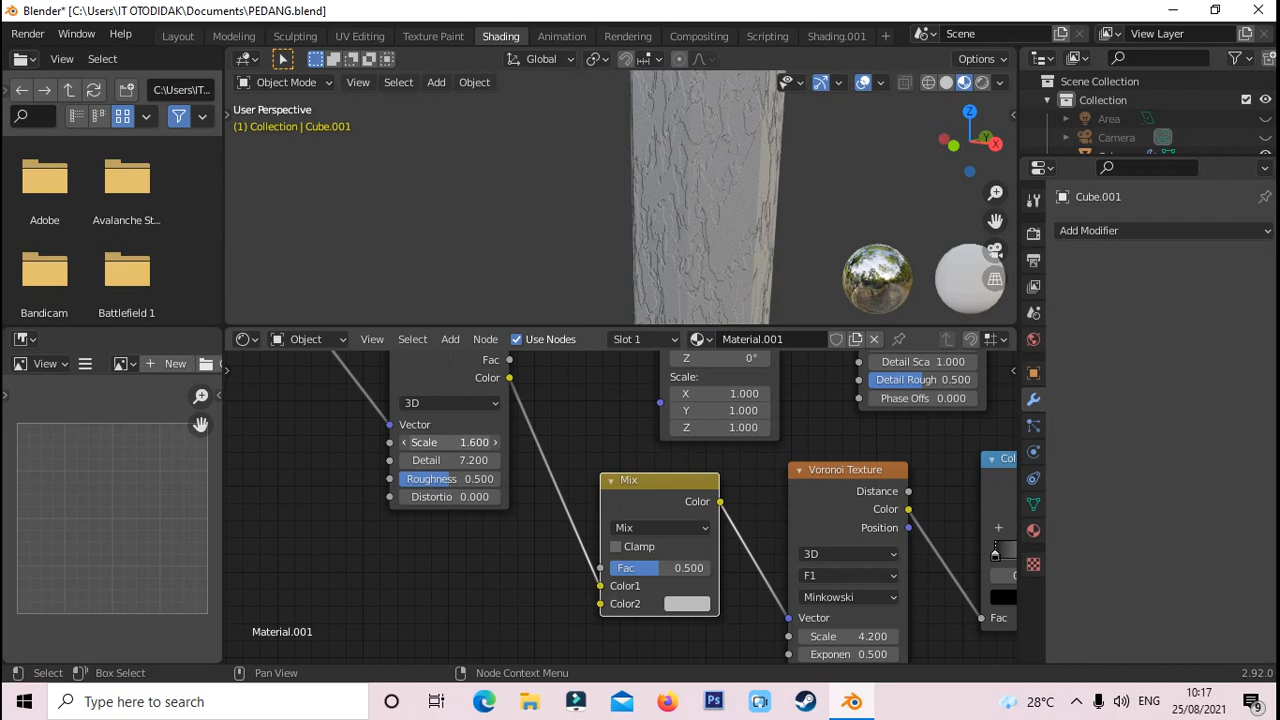 Blender* [C:\Users\IT OTODIDAK\Documents\PEDANG.blend]
Render Window Help Layout Modeling Sculpting UV Editing Texture Paint Shading Animation Rendering Compositing Scripting Shading.001 Scene View Layer
View Select Global Options
C:\Users\IT... Object Mode View Select Add Object Scene Collection
Collection
User Perspective
(1) Collection | Cube.001
Area
Camera
Cube.001
Add Modifier
Adobe Avalanche St...
Bandicam Battlefield 1
View New Object View Select Add Node Use Nodes Slot 1 Material.001
Fac
Color
3D
Vector
Scale 1.600
Detail 7.200
Roughness 0.500
Distortio 0.000
Z 0°
Scale:
X 1.000
Y 1.000
Z 1.000
Detail Sca 1.000
Detail Rough 0.500
Phase Offs 0.000
Mix
Color
Mix
Clamp
Fac 0.500
Color1
Color2
Voronoi Texture
Distance
Color
Position
3D
F1
Minkowski
Vector
Scale 4.200
Exponen 0.500
Col
Fac
Material.001
Select Box Select Pan View Node Context Menu 2.92.0
Type here to search 28°C ENG 10:17
25/08/2021
9